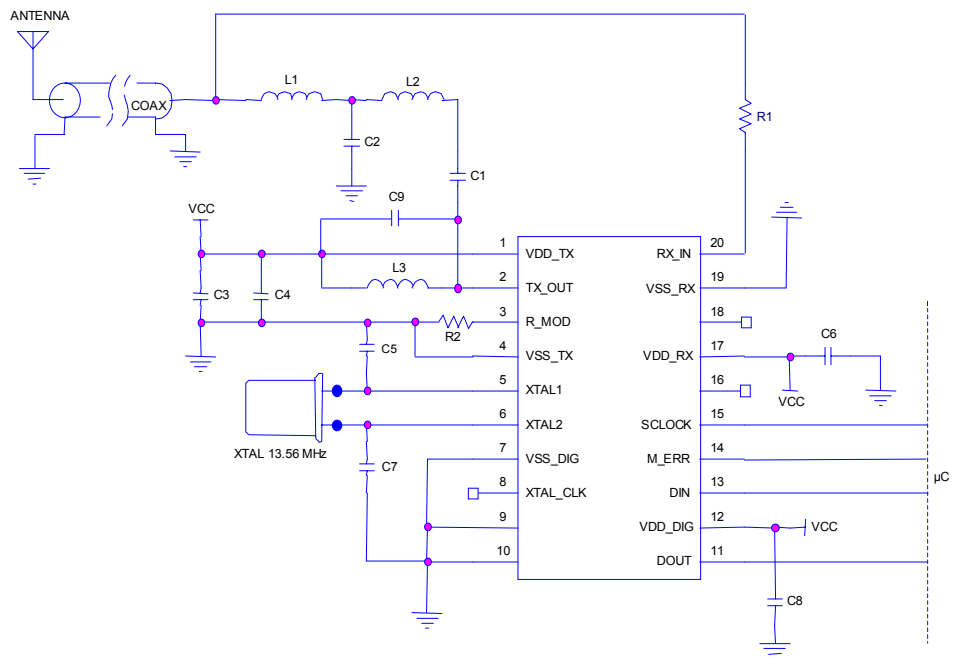 ANTENNA
COAX
L1
L2
C2
C1
R1
C9
VCC
L3
C3
C4
C5
R2
XTAL 13.56 MHz
C7
1 VDD_TX
2 TX_OUT
3 R_MOD
4 VSS_TX
5 XTAL1
6 XTAL2
7 VSS_DIG
8 XTAL_CLK
9
10
20 RX_IN
19 VSS_RX
18
17 VDD_RX
16
15 SCLOCK
14 M_ERR
13 DIN
12 VDD_DIG
11 DOUT
C6
VCC
µC
VCC
C8